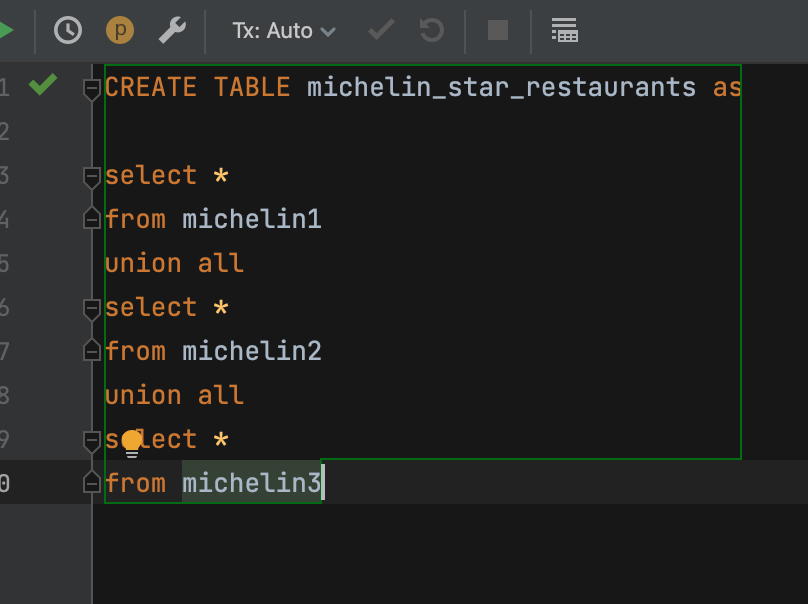 p Tx: Auto
1 CREATE TABLE michelin_star_restaurants as
2
3 select *
4 from michelin1
5 union all
6 select *
7 from michelin2
8 union all
9 select *
0 from michelin3